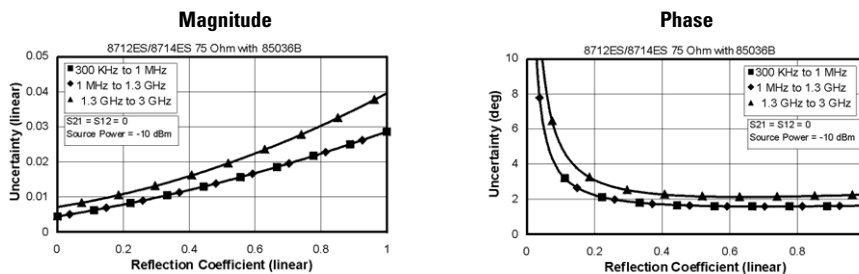 Magnitude
8712ES/8714ES 75 Ohm with 85036B
Uncertainty (linear)
0.05
0.04
0.03
0.02
0.01
0
300 KHz to 1 MHz
1 MHz to 1.3 GHz
1.3 GHz to 3 GHz
S21 = S12 = 0
Source Power = -10 dBm
0 0.2 0.4 0.6 0.8 1
Reflection Coefficient (linear)
Phase
8712ES/8714ES 75 Ohm with 85036B
Uncertainty (deg)
10
8
6
4
2
0
300 KHz to 1 MHz
1 MHz to 1.3 GHz
1.3 GHz to 3 GHz
S21 = S12 = 0
Source Power = -10 dBm
0 0.2 0.4 0.6 0.8
Reflection Coefficient (linear)